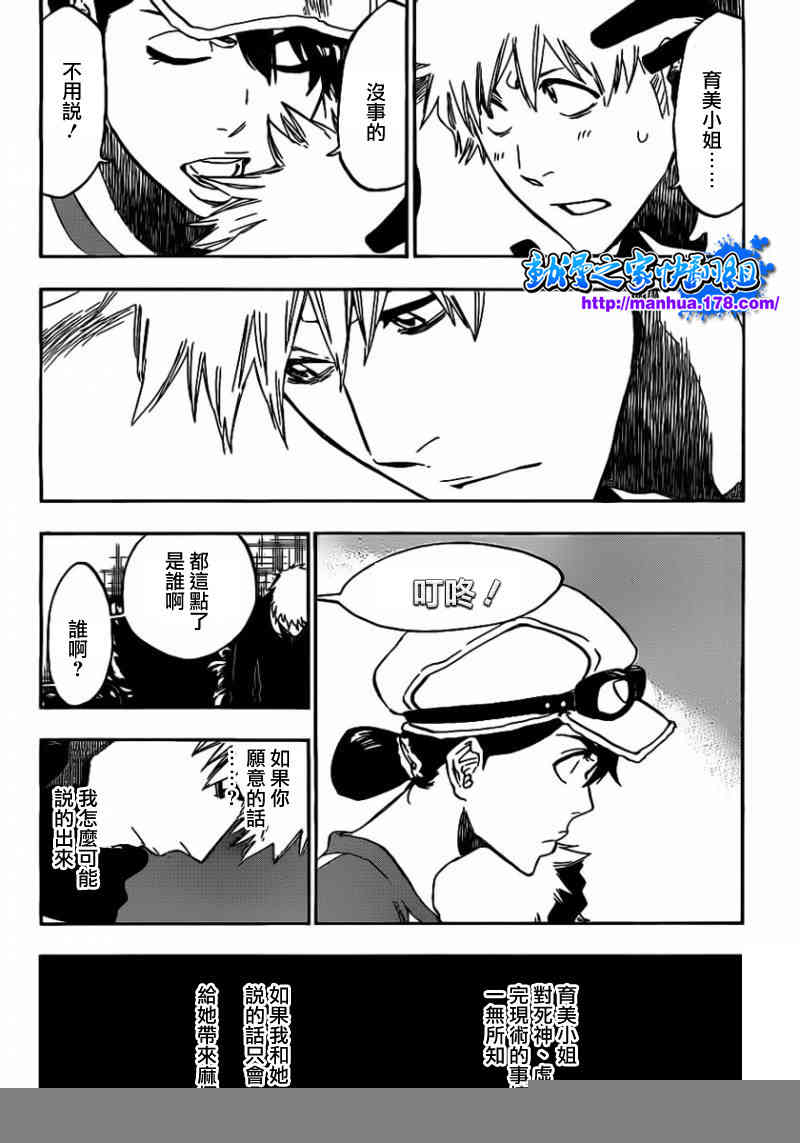 育美小姐……
沒事的
不用說！
動漫之家快翻組
http://manhua.178.com/
叮咚！
都這點了
是誰啊
誰啊？
如果你
願意的話
……？
我怎麼可能
說的出來
育美小姐
對死神、虛
完現術的事
一無所知
如果我和她
說的話只會
給她帶來麻